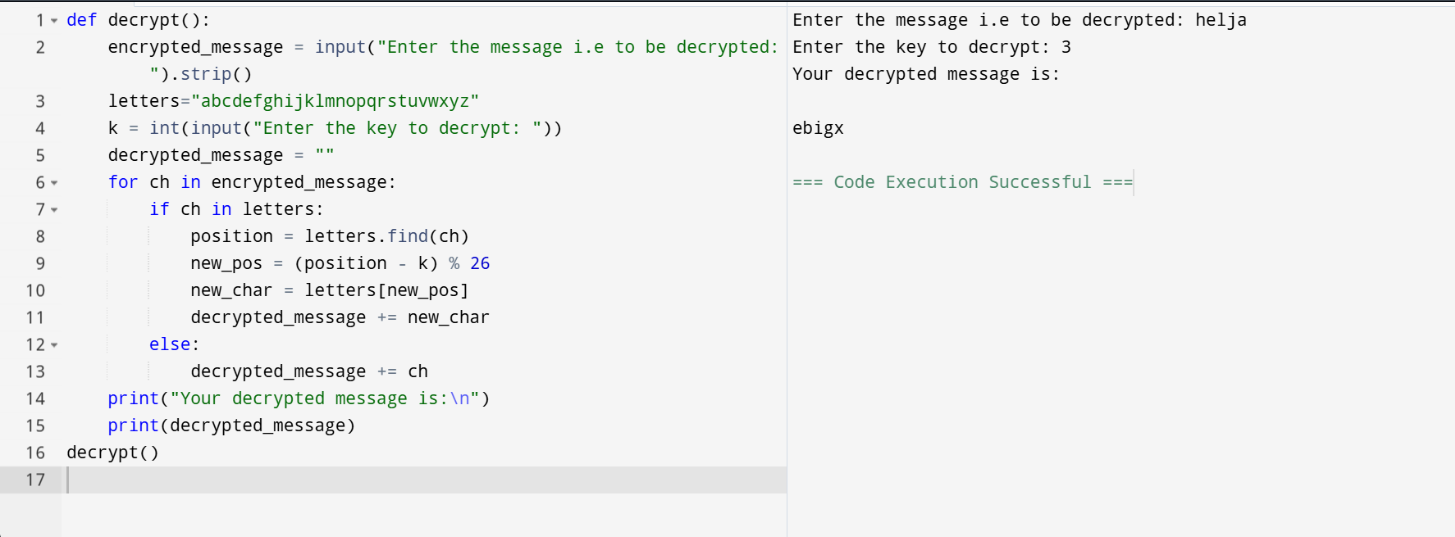 1 def decrypt():
2     encrypted_message = input("Enter the message i.e to be decrypted:
        ").strip()
3     letters="abcdefghijklmnopqrstuvwxyz"
4     k = int(input("Enter the key to decrypt: "))
5     decrypted_message = ""
6     for ch in encrypted_message:
7         if ch in letters:
8             position = letters.find(ch)
9             new_pos = (position - k) % 26
10             new_char = letters[new_pos]
11             decrypted_message += new_char
12         else:
13             decrypted_message += ch
14     print("Your decrypted message is:\n")
15     print(decrypted_message)
16 decrypt()
17
Enter the message i.e to be decrypted: helja
Enter the key to decrypt: 3
Your decrypted message is:
ebigx
=== Code Execution Successful ===